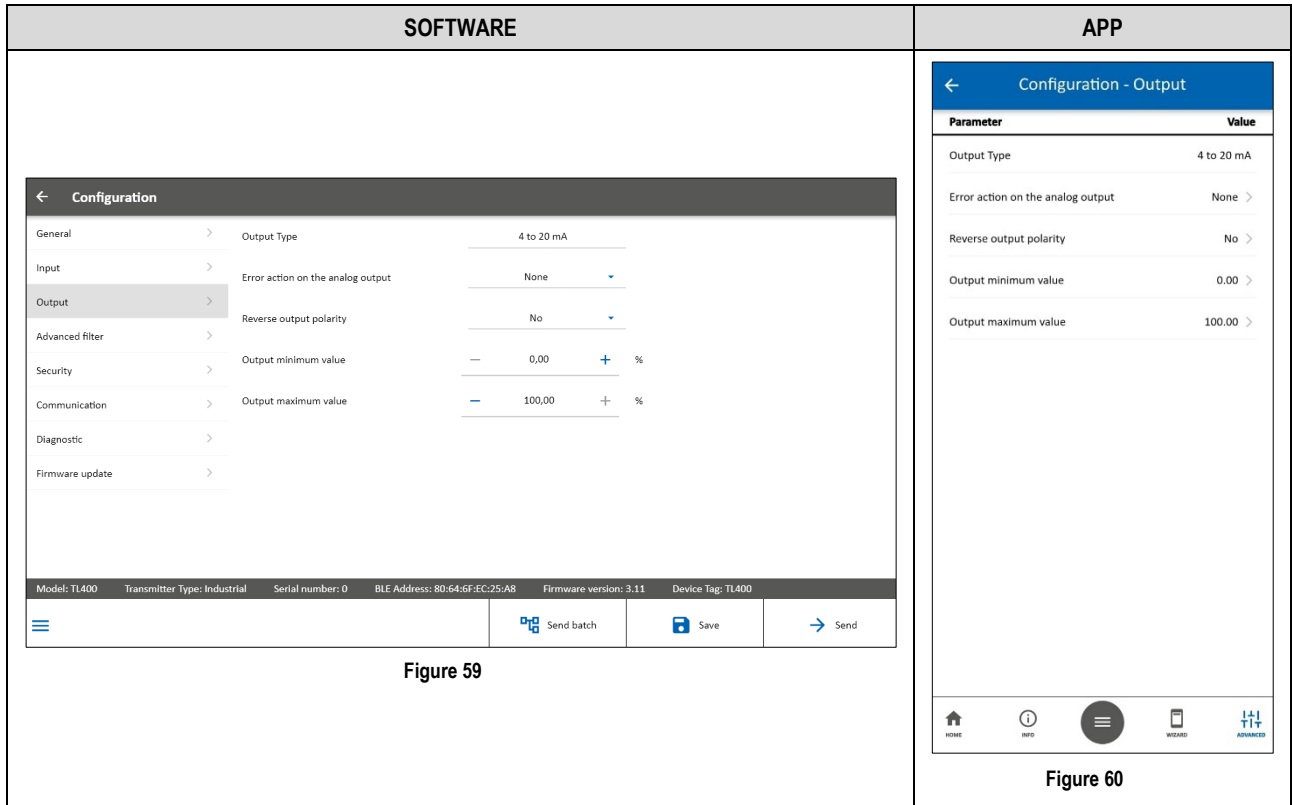 SOFTWARE
APP
Configuration
General
Input
Output
Advanced filter
Security
Communication
Diagnostic
Firmware update
Output Type 4 to 20 mA
Error action on the analog output None
Reverse output polarity No
Output minimum value − 0,00 + %
Output maximum value − 100,00 + %
Model: TL400 Transmitter Type: Industrial Serial number: 0 BLE Address: 80:64:6F:EC:25:A8 Firmware version: 3.11 Device Tag: TL400
Send batch Save Send
Figure 59
Configuration - Output
Parameter Value
Output Type 4 to 20 mA
Error action on the analog output None
Reverse output polarity No
Output minimum value 0.00
Output maximum value 100.00
HOME INFO WIZARD ADVANCED
Figure 60